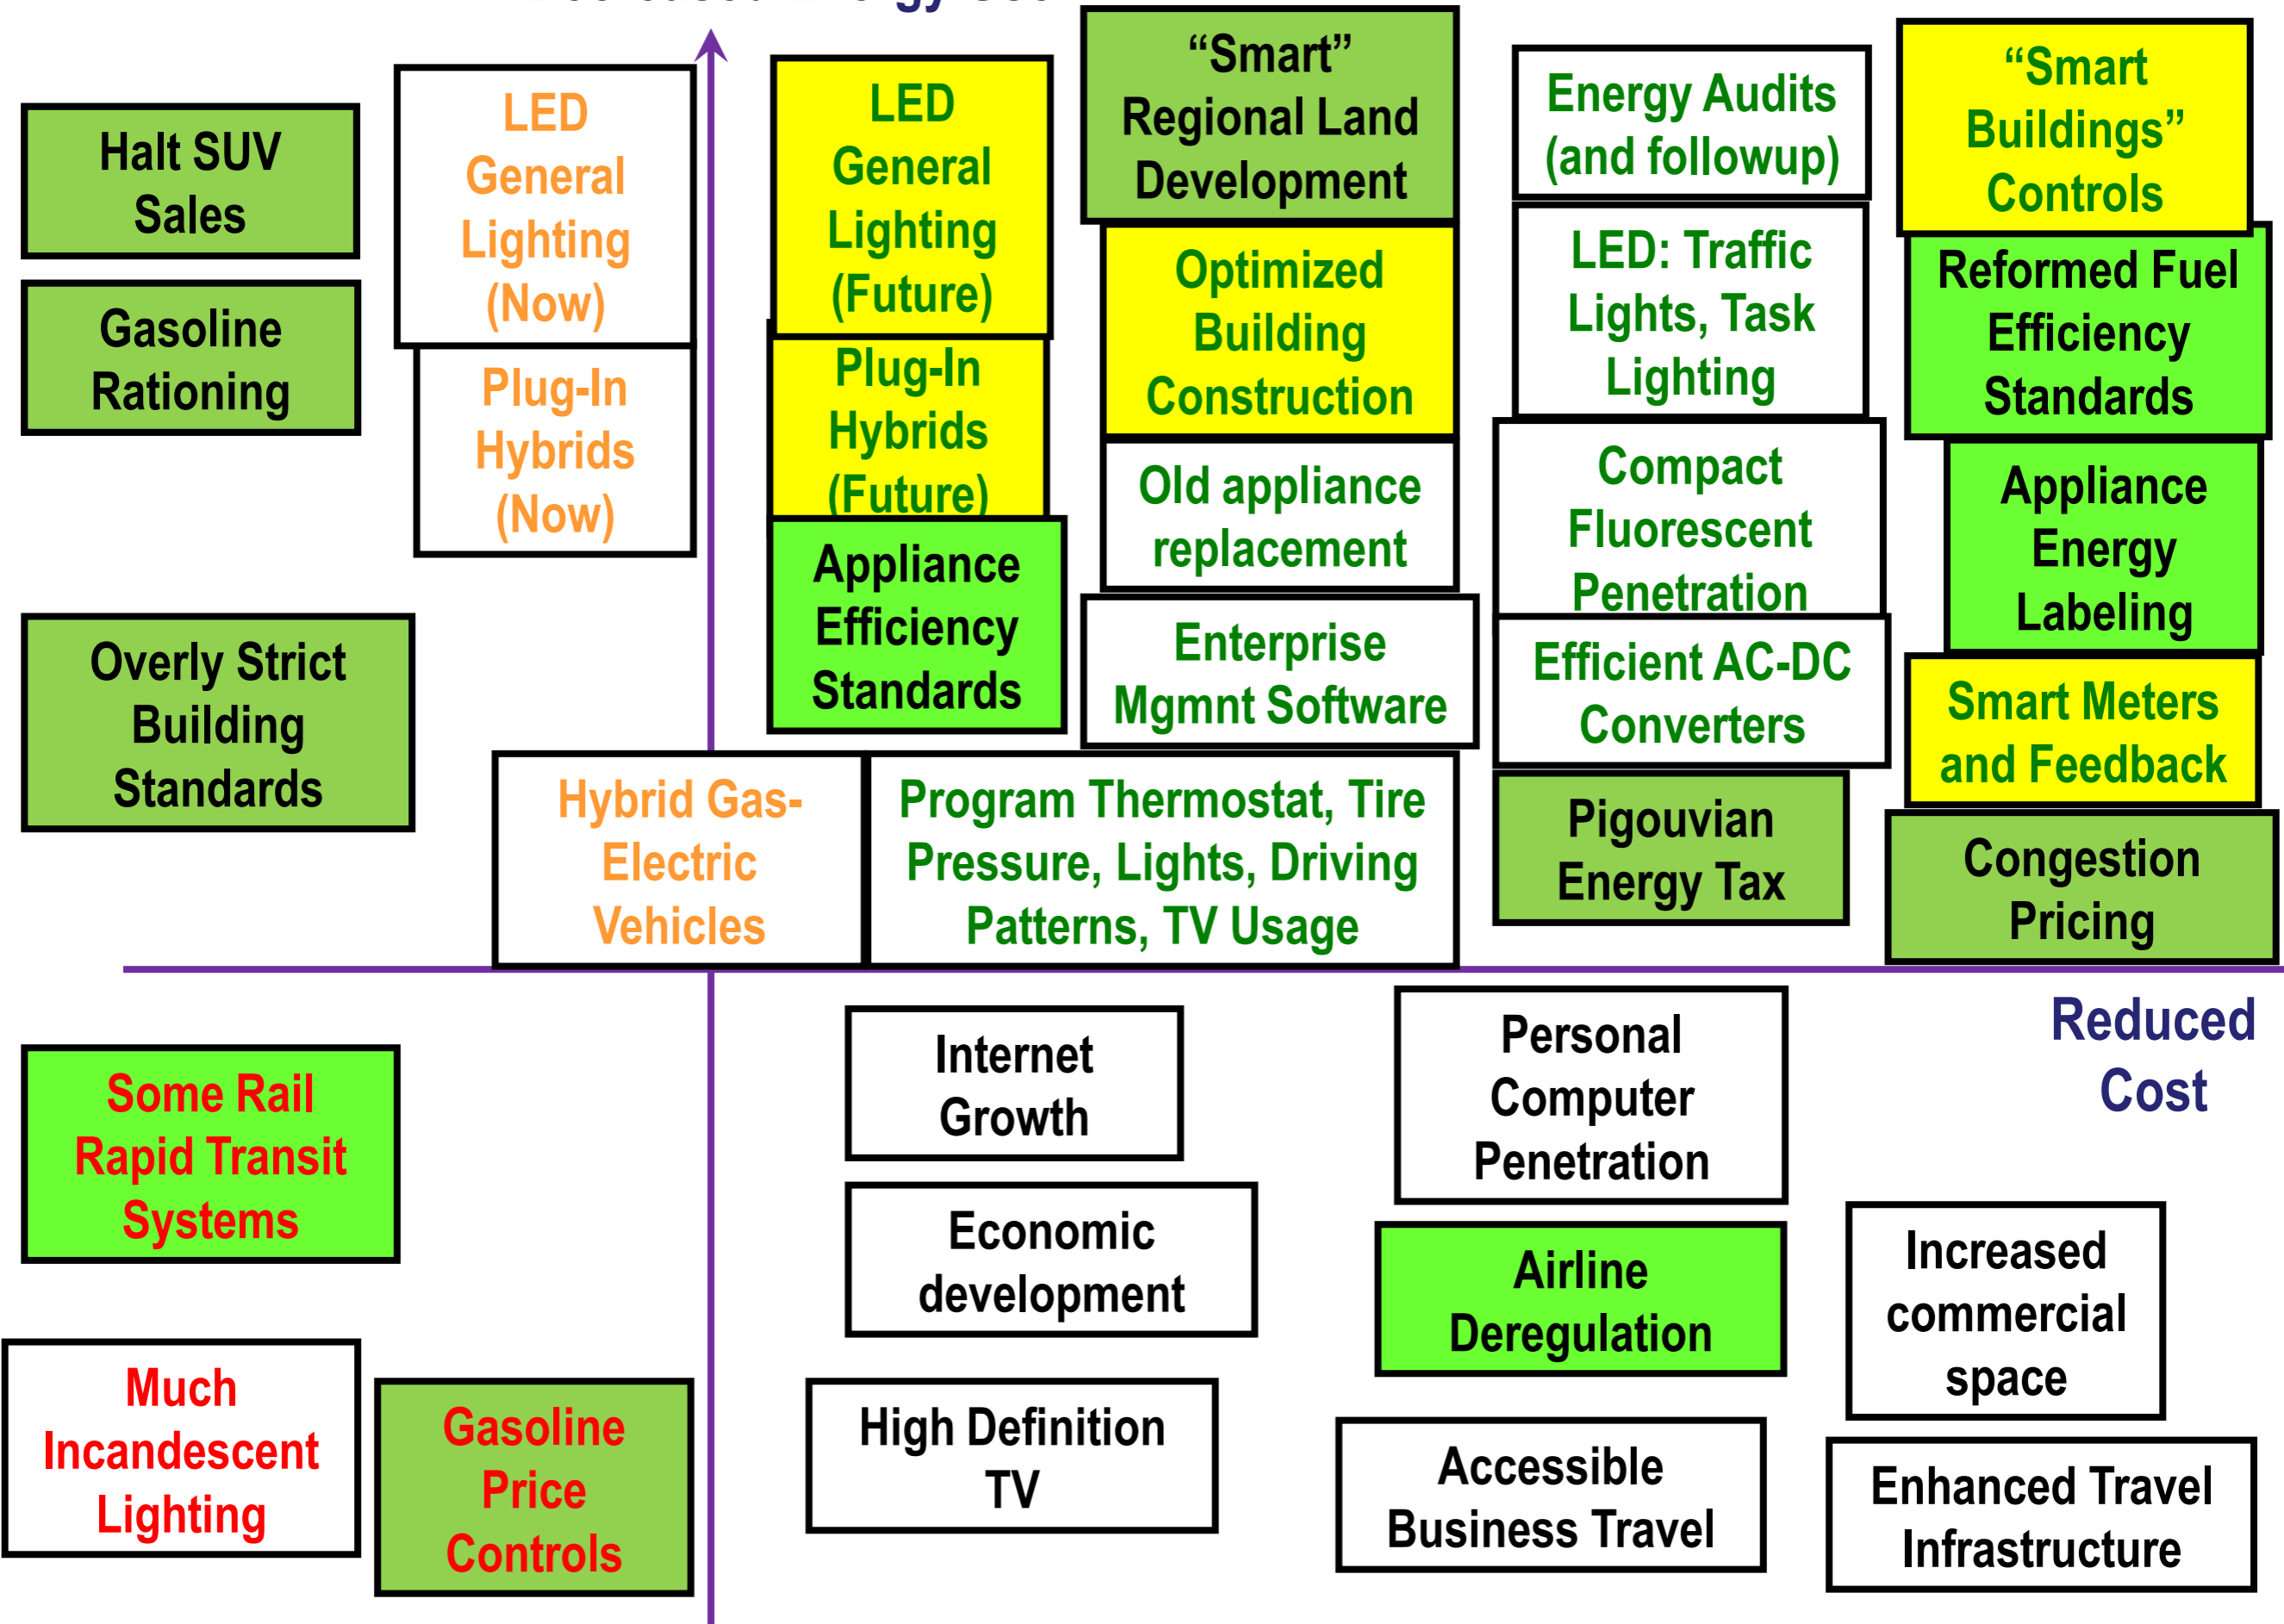 Decreased Energy Use
Halt SUV
Sales
Gasoline
Rationing
Overly Strict
Building
Standards
LED
General
Lighting
(Now)
Plug-In
Hybrids
(Now)
Hybrid Gas-
Electric
Vehicles
LED
General
Lighting
(Future)
Plug-In
Hybrids
(Future)
Appliance
Efficiency
Standards
“Smart”
Regional Land
Development
Optimized
Building
Construction
Old appliance
replacement
Enterprise
Mgmnt Software
Program Thermostat, Tire
Pressure, Lights, Driving
Patterns, TV Usage
Energy Audits
(and followup)
LED: Traffic
Lights, Task
Lighting
Compact
Fluorescent
Penetration
Efficient AC-DC
Converters
Pigouvian
Energy Tax
“Smart
Buildings”
Controls
Reformed Fuel
Efficiency
Standards
Appliance
Energy
Labeling
Smart Meters
and Feedback
Congestion
Pricing
Reduced
Cost
Some Rail
Rapid Transit
Systems
Much
Incandescent
Lighting
Gasoline
Price
Controls
Internet
Growth
Economic
development
High Definition
TV
Personal
Computer
Penetration
Airline
Deregulation
Accessible
Business Travel
Increased
commercial
space
Enhanced Travel
Infrastructure